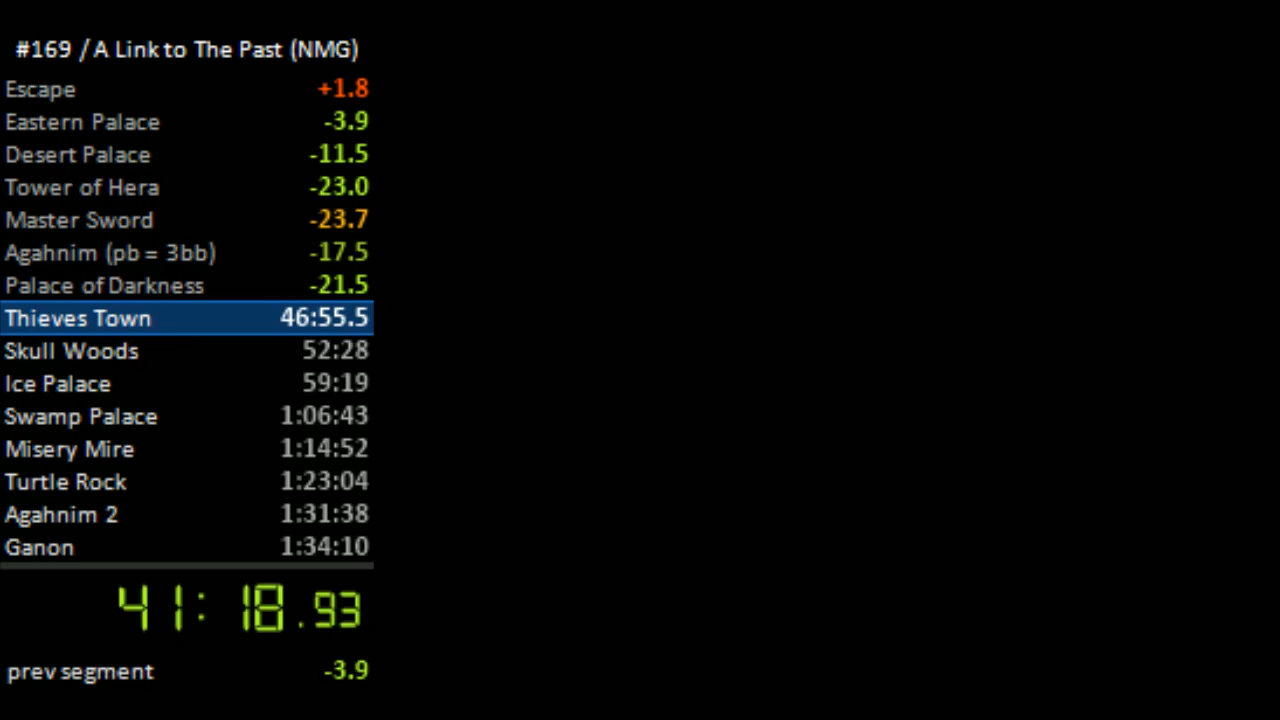 #169 / A Link to The Past (NMG)
Escape +1.8
Eastern Palace -3.9
Desert Palace -11.5
Tower of Hera -23.0
Master Sword -23.7
Agahnim (pb = 3bb) -17.5
Palace of Darkness -21.5
Thieves Town 46:55.5
Skull Woods 52:28
Ice Palace 59:19
Swamp Palace 1:06:43
Misery Mire 1:14:52
Turtle Rock 1:23:04
Agahnim 2 1:31:38
Ganon 1:34:10
41:18.93
prev segment -3.9